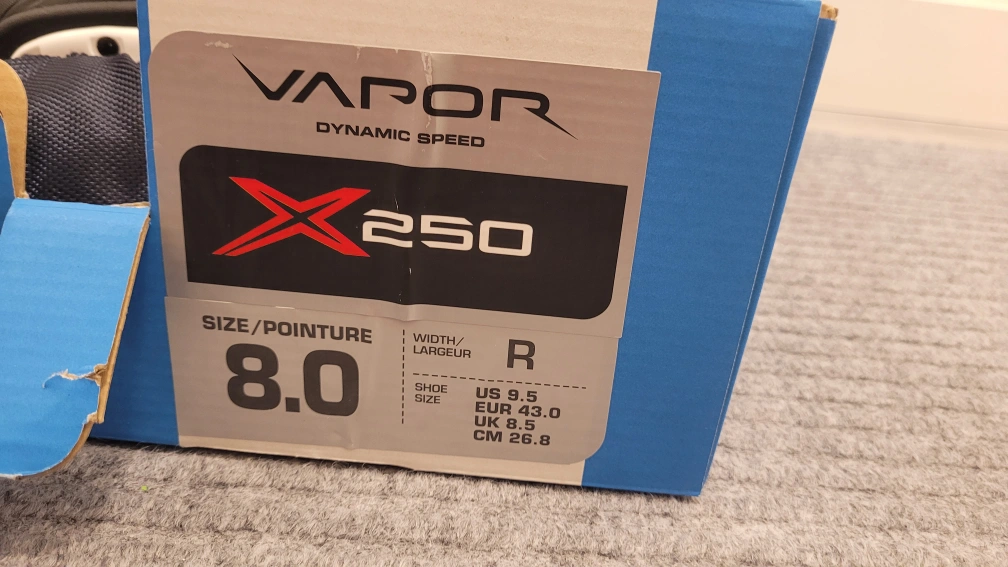 VAPOR
DYNAMIC SPEED
X250
SIZE/POINTURE
8.0
WIDTH/
LARGEUR
R
SHOE
SIZE
US 9.5
EUR 43.0
UK 8.5
CM 26.8